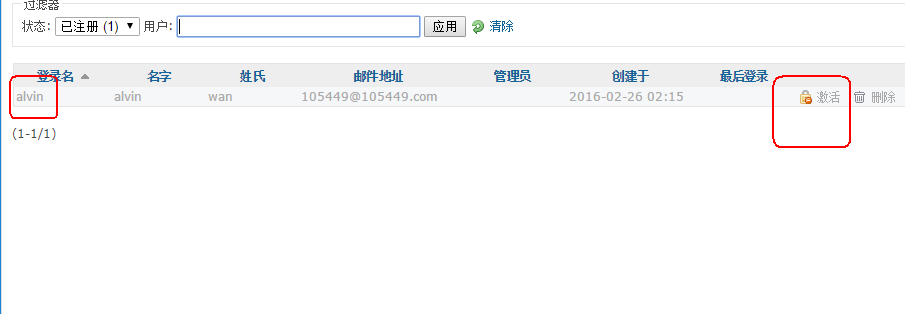 过滤器
状态: 已注册 (1) 用户: 应用 清除
登录名 名字 姓氏 邮件地址 管理员 创建于 最后登录
alvin alvin wan 105449@105449.com 2016-02-26 02:15 激活 删除
(1-1/1)